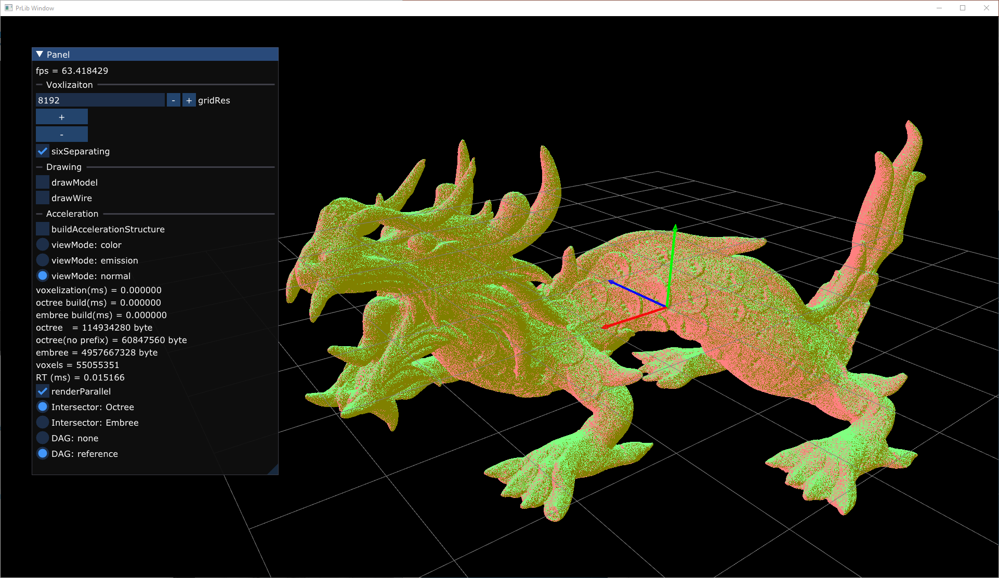 PrLib Window
Panel
fps = 63.418429
Voxlizaiton
8192 - + gridRes
+
-
sixSeparating
Drawing
drawModel
drawWire
Acceleration
buildAccelerationStructure
viewMode: color
viewMode: emission
viewMode: normal
voxelization(ms) = 0.000000
octree build(ms) = 0.000000
embree build(ms) = 0.000000
octree   = 114934280 byte
octree(no prefix) = 60847560 byte
embree = 4957667328 byte
voxels = 55055351
RT (ms) = 0.015166
renderParallel
Intersector: Octree
Intersector: Embree
DAG: none
DAG: reference